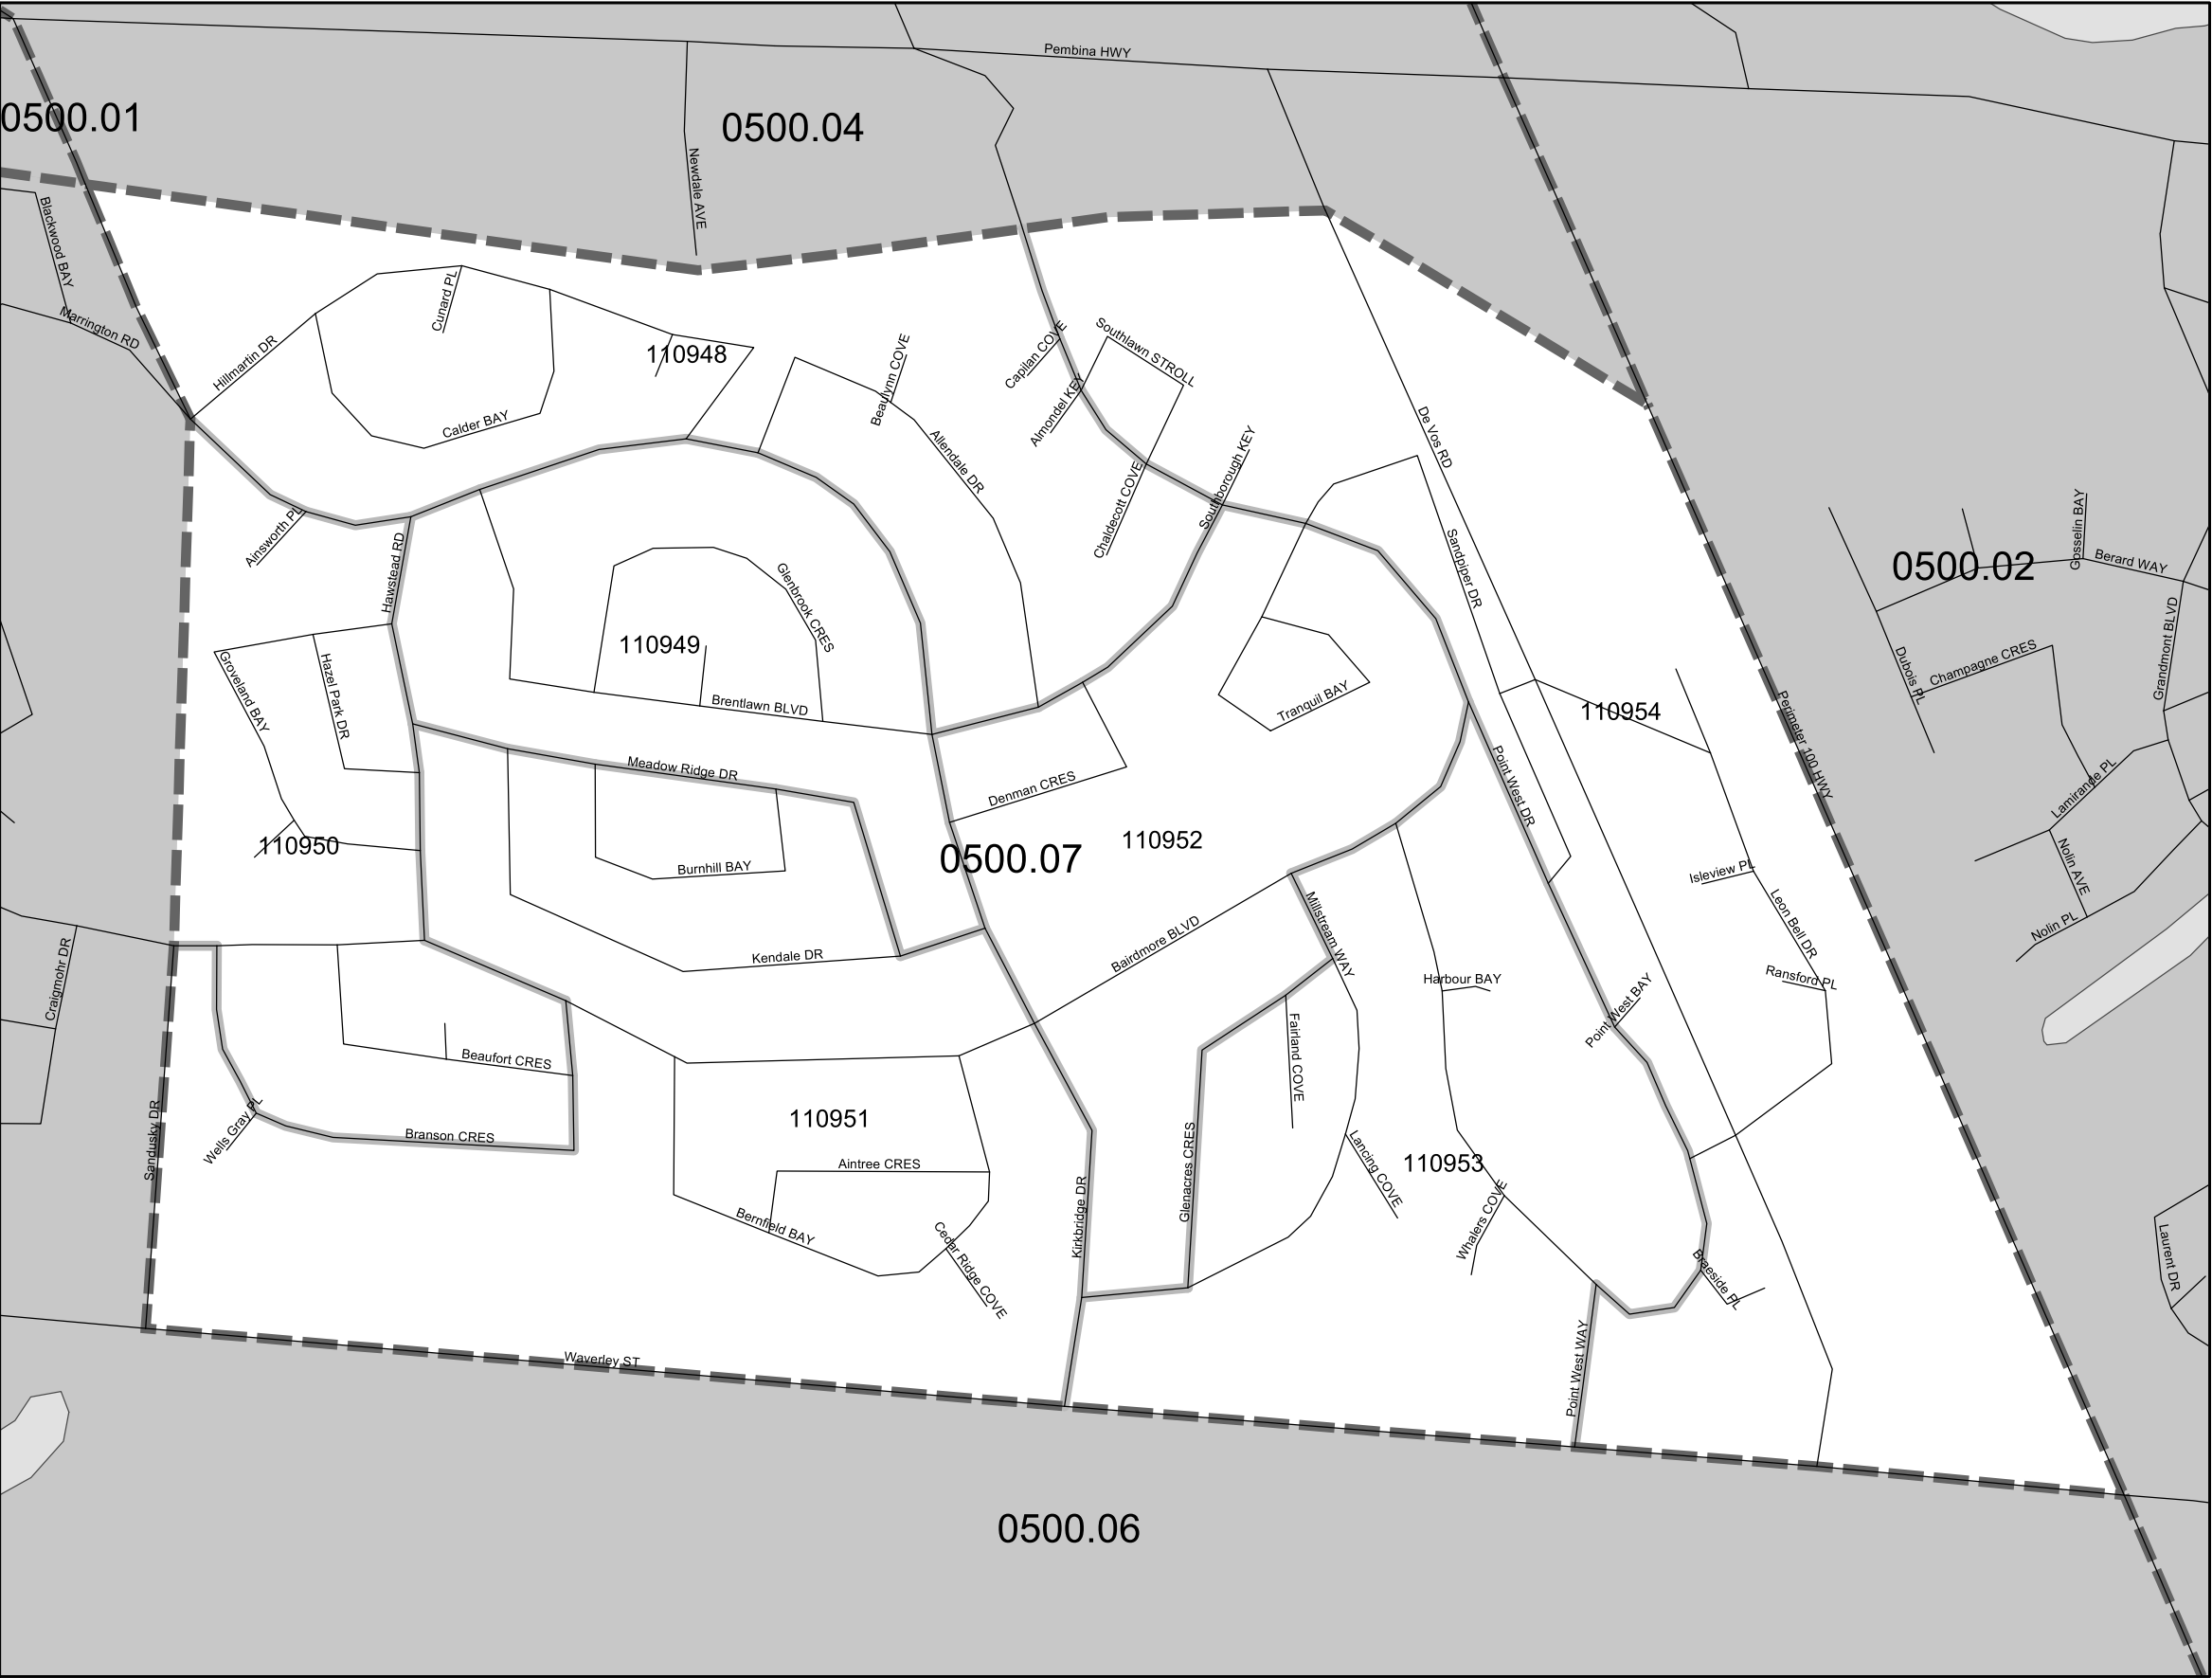 Pembina HWY
0500.01
0500.04
Newdale AVE
Blackwood BAY
Marrington RD
Hillmartin DR
Cunard PL
110948
Calder BAY
Beaulynn COVE
Allendale DR
Capilan COVE
Southlawn STROLL
Almondel KEY
Chaldecott COVE
Southborough KEY
De Vos RD
Sandpiper DR
Ainsworth PL
Hawstead RD
Glenbrook CRES
110949
Brentlawn BLVD
Groveland BAY
Hazel Park DR
Meadow Ridge DR
Tranquil BAY
110954
Perimeter 100 HWY
0500.02
Gosselin BAY
Berard WAY
Grandmont BLVD
Dubois PL
Champagne CRES
Lamirande PL
Nolin AVE
Nolin PL
Point West DR
Denman CRES
110952
0500.07
110950
Burnhill BAY
Isleview PL
Leon Bell DR
Ransford PL
Kendale DR
Bairdmore BLVD
Millstream WAY
Harbour BAY
Point West BAY
Craigmohr DR
Beaufort CRES
Fairland COVE
Sandusky DR
Wells Gray PL
Branson CRES
110951
Aintree CRES
Bernfield BAY
Cedar Ridge COVE
Kirkbridge DR
Glenacres CRES
Lancing COVE
110953
Whalers COVE
Braeside PL
Laurent DR
Point West WAY
Waverley ST
0500.06